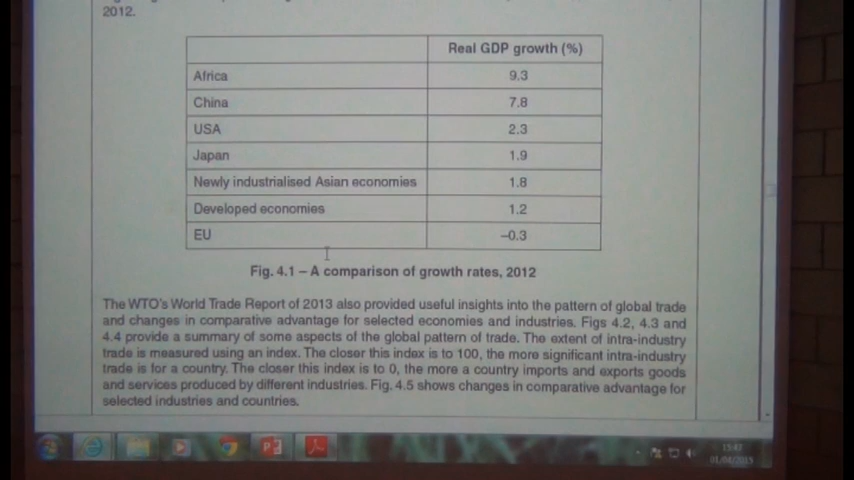 2012.
Real GDP growth (%)
Africa 9.3
China 7.8
USA 2.3
Japan 1.9
Newly industrialised Asian economies 1.8
Developed economies 1.2
EU –0.3
Fig. 4.1 – A comparison of growth rates, 2012
The WTO's World Trade Report of 2013 also provided useful insights into the pattern of global trade
and changes in comparative advantage for selected economies and industries. Figs 4.2, 4.3 and
4.4 provide a summary of some aspects of the global pattern of trade. The extent of intra-industry
trade is measured using an index. The closer this index is to 100, the more significant intra-industry
trade is for a country. The closer this index is to 0, the more a country imports and exports goods
and services produced by different industries. Fig. 4.5 shows changes in comparative advantage for
selected industries and countries.
15:43
01/04/2015